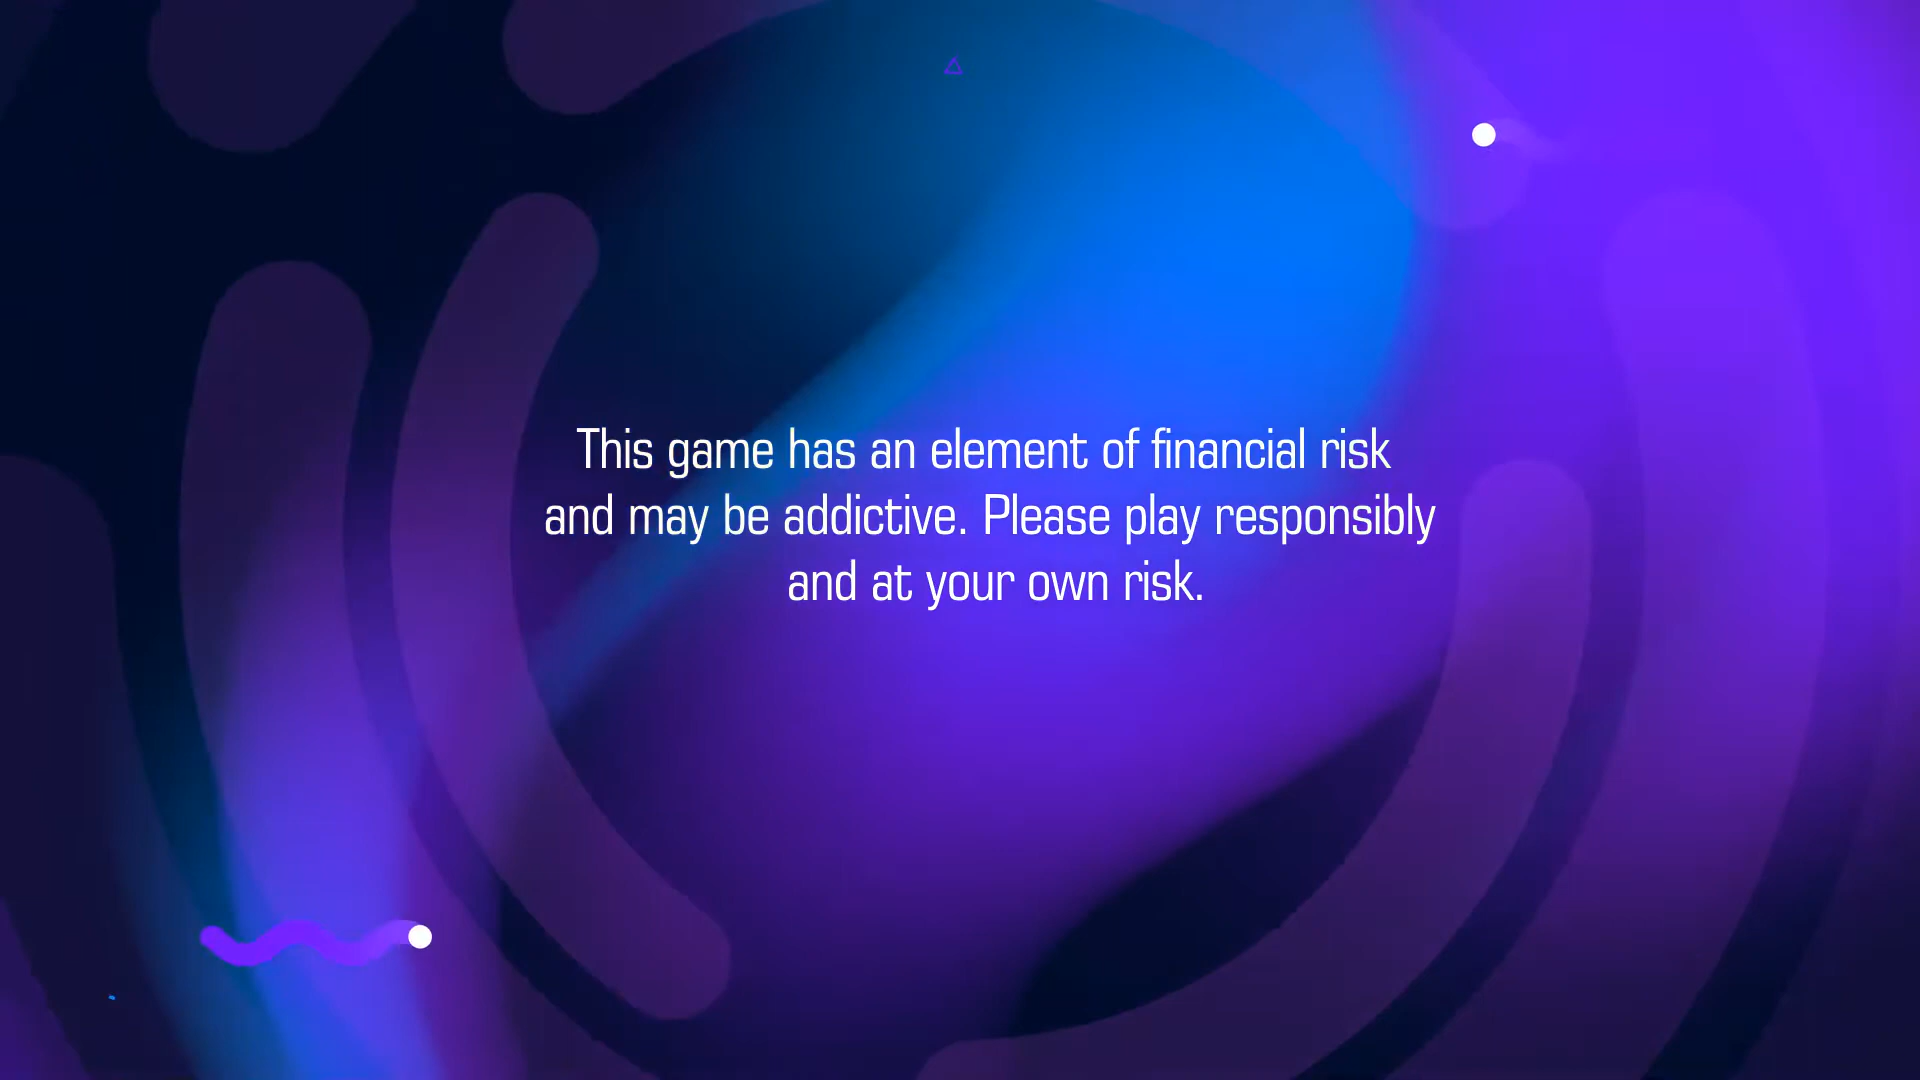 This game has an element of financial risk
and may be addictive. Please play responsibly
and at your own risk.